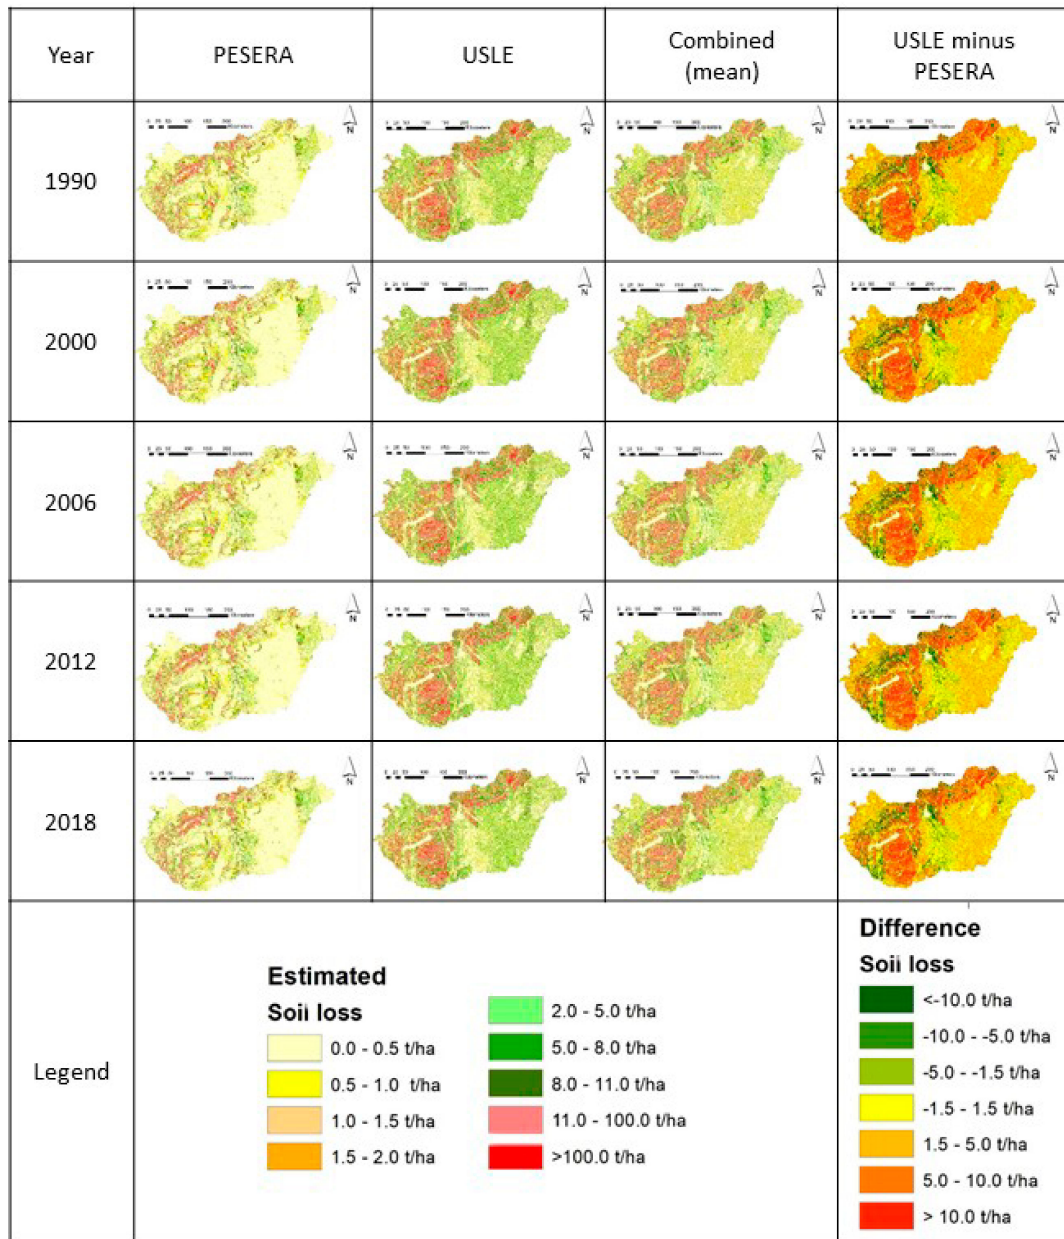 Year
PESERA
USLE
Combined
(mean)
USLE minus
PESERA
1990
N
N
N
N
2000
N
N
N
N
2006
N
N
N
N
2012
N
N
N
N
2018
N
N
N
N
Legend
Estimated
Soil loss
0.0 - 0.5 t/ha
0.5 - 1.0 t/ha
1.0 - 1.5 t/ha
1.5 - 2.0 t/ha
2.0 - 5.0 t/ha
5.0 - 8.0 t/ha
8.0 - 11.0 t/ha
11.0 - 100.0 t/ha
>100.0 t/ha
Difference
Soil loss
<-10.0 t/ha
-10.0 - -5.0 t/ha
-5.0 - -1.5 t/ha
-1.5 - 1.5 t/ha
1.5 - 5.0 t/ha
5.0 - 10.0 t/ha
> 10.0 t/ha